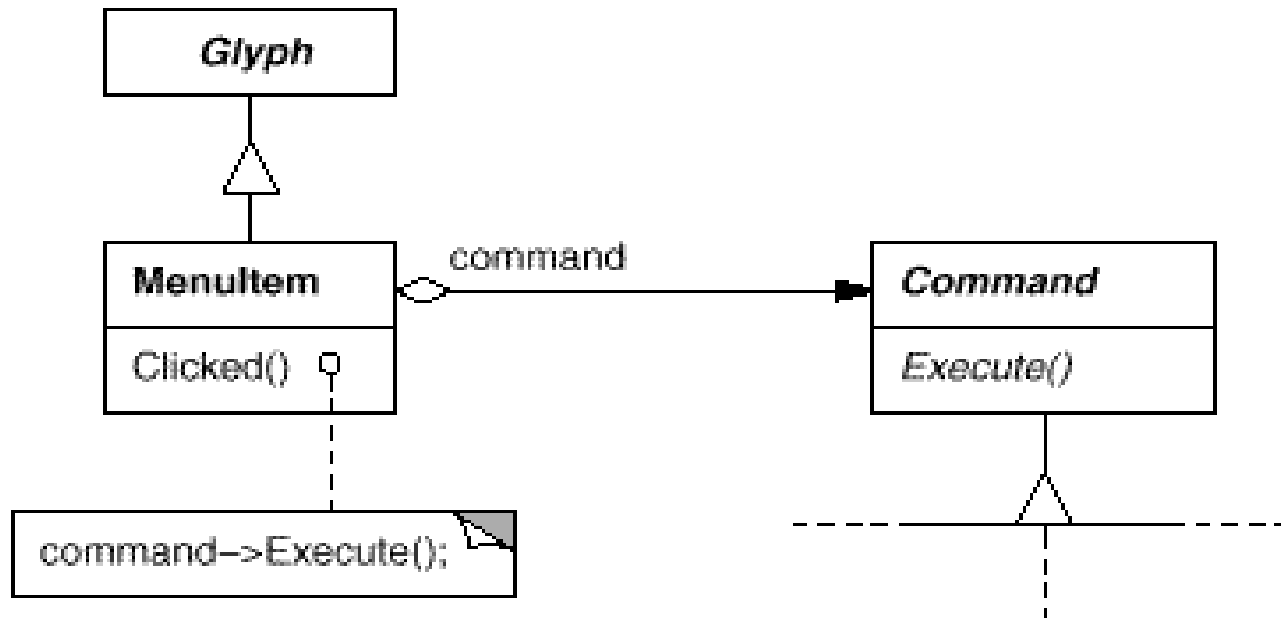 Glyph
MenuItem
command
Command
Clicked()
Execute()
command–>Execute();